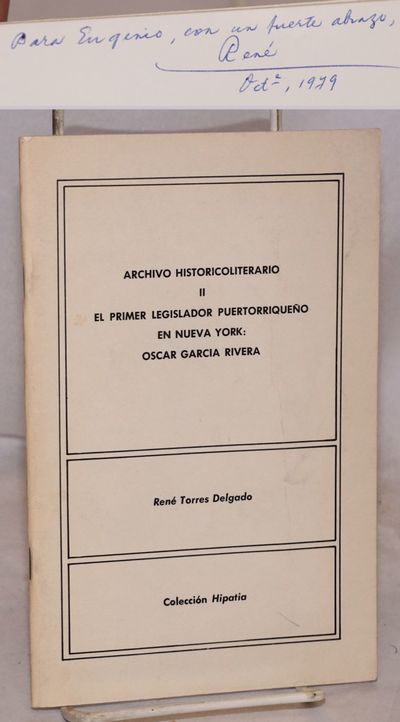 Para Eugenio, con un fuerte abrazo,
René
Octe, 1979
ARCHIVO HISTORICOLITERARIO
II
EL PRIMER LEGISLADOR PUERTORRIQUEÑO
EN NUEVA YORK:
OSCAR GARCIA RIVERA
René Torres Delgado
Colección Hipatia